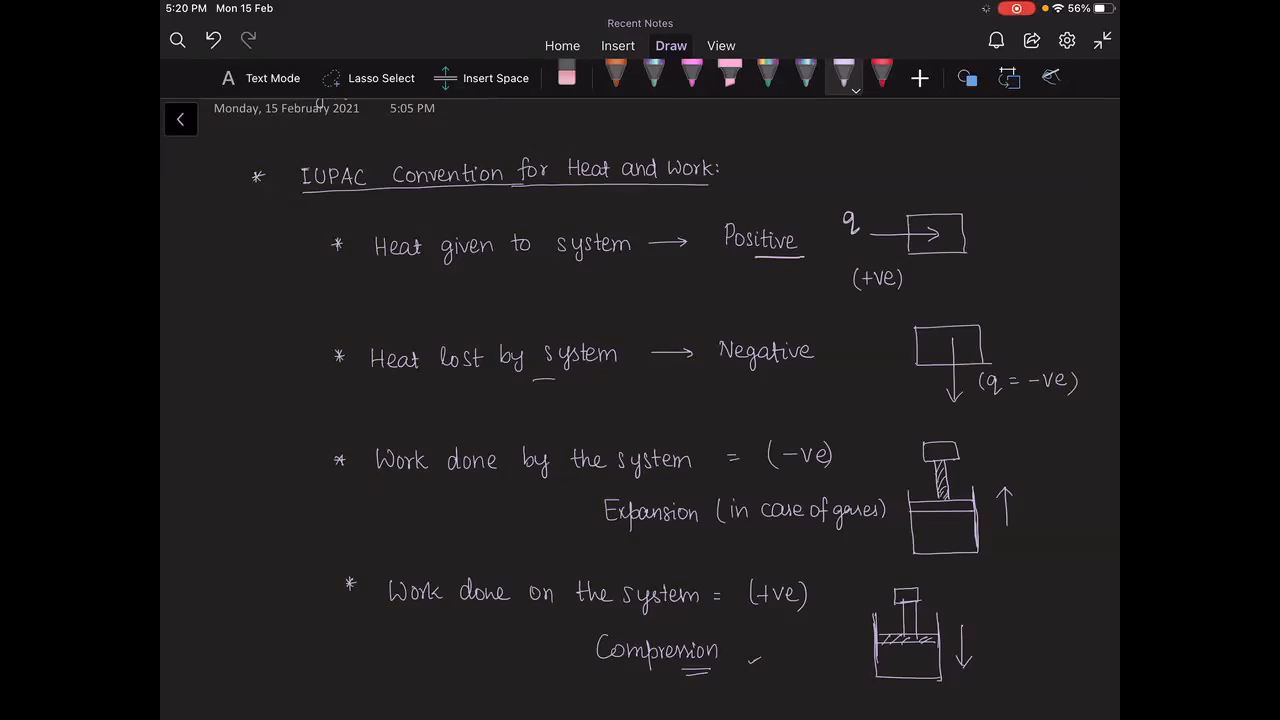 5:20 PM Mon 15 Feb
56%
Recent Notes
Home Insert Draw View
A Text Mode Lasso Select Insert Space
Monday, 15 February 2021 5:05 PM
* IUPAC Convention for Heat and Work:
* Heat given to system → Positive
q
(+ve)
* Heat lost by system → Negative
(q = -ve)
* Work done by the system = (-ve)
Expansion (in case of gases)
* Work done on the system = (+ve)
Compression